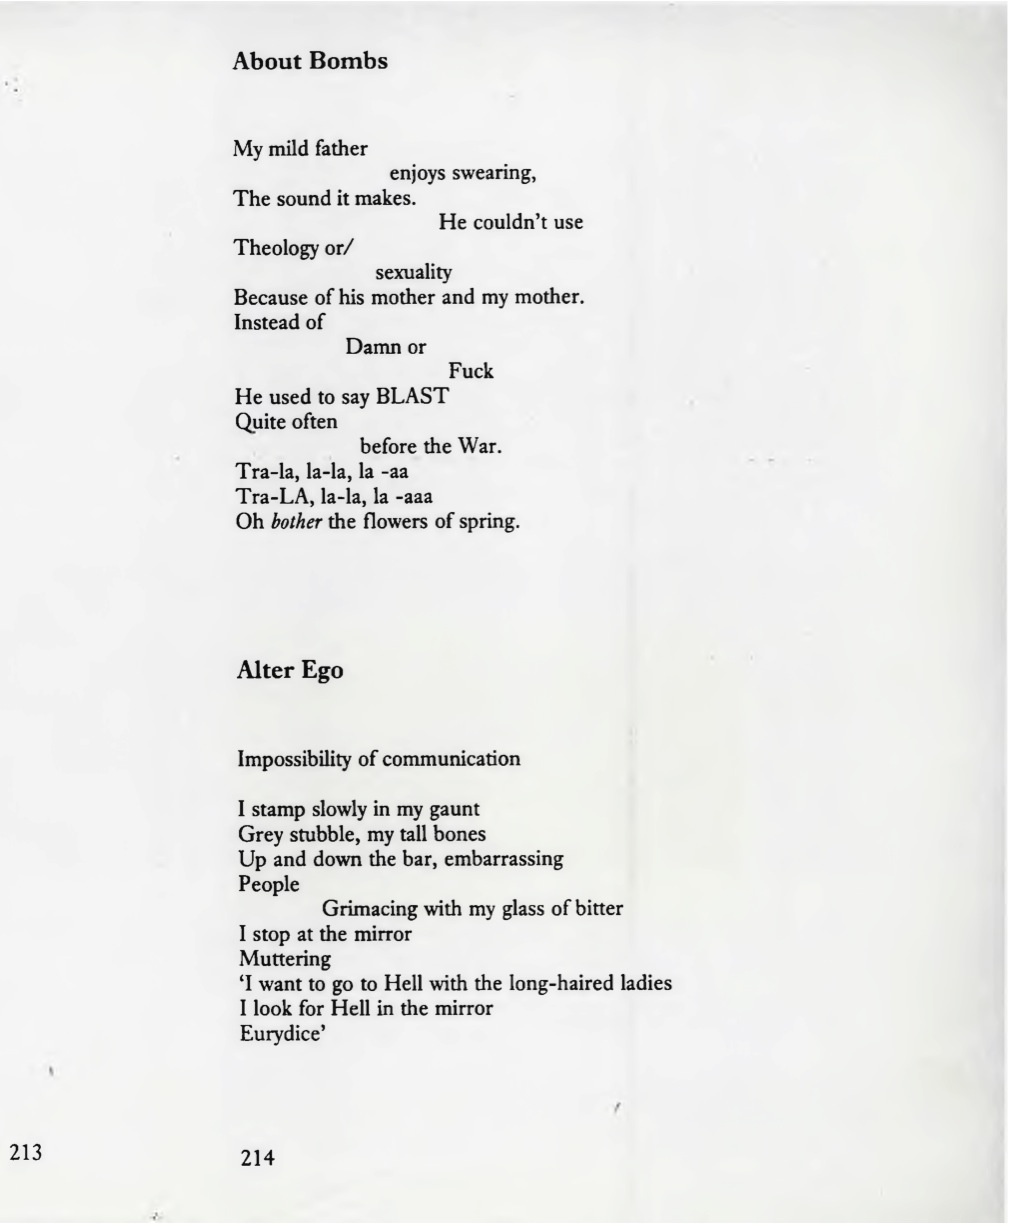 About Bombs
My mild father
enjoys swearing,
The sound it makes.
He couldn't use
Theology or/
sexuality
Because of his mother and my mother.
Instead of
Damn or
Fuck
He used to say BLAST
Quite often
before the War.
Tra-la, la-la, la -aa
Tra-LA, la-la, la -aaa
Oh bother the flowers of spring.
Alter Ego
Impossibility of communication
I stamp slowly in my gaunt
Grey stubble, my tall bones
Up and down the bar, embarrassing
People
Grimacing with my glass of bitter
I stop at the mirror
Muttering
‘I want to go to Hell with the long-haired ladies
I look for Hell in the mirror
Eurydice’
213
214